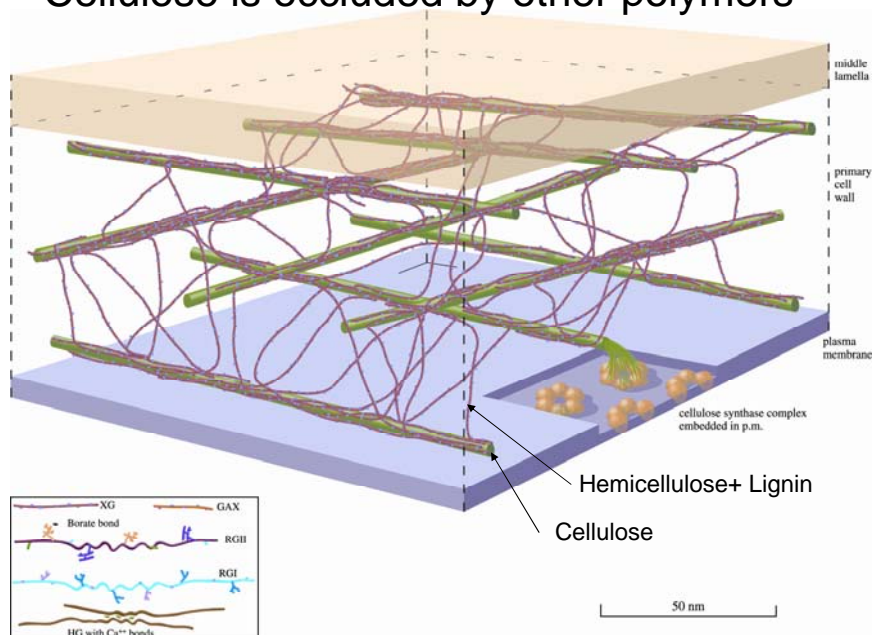 Cellulose is occluded by other polymers
middle
lamella
primary
cell
wall
plasma
membrane
cellulose synthase complex
embedded in p.m.
Hemicellulose+ Lignin
Cellulose
XG
GAX
Borate bond
RGII
RGI
HG with Ca++ bonds
50 nm